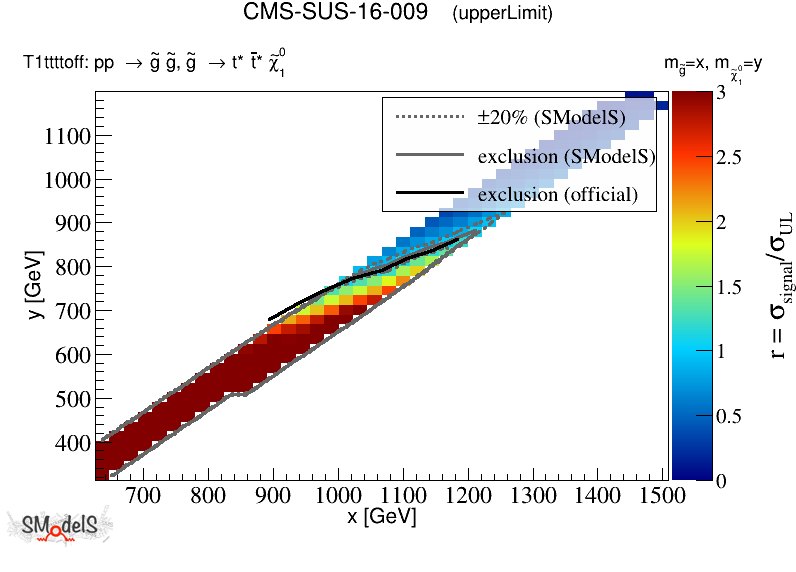 CMS-SUS-16-009 (upperLimit)
T1ttttoff: pp → g̃ g̃, g̃ → t* t̄* χ̃₁⁰
m_g̃=x, m_χ̃₁⁰=y
±20% (SModelS)
exclusion (SModelS)
exclusion (official)
1100
1000
900
800
700
600
500
400
y [GeV]
700 800 900 1000 1100 1200 1300 1400 1500
x [GeV]
3
2.5
2
1.5
1
0.5
0
r = σ_signal/σ_UL
SModelS